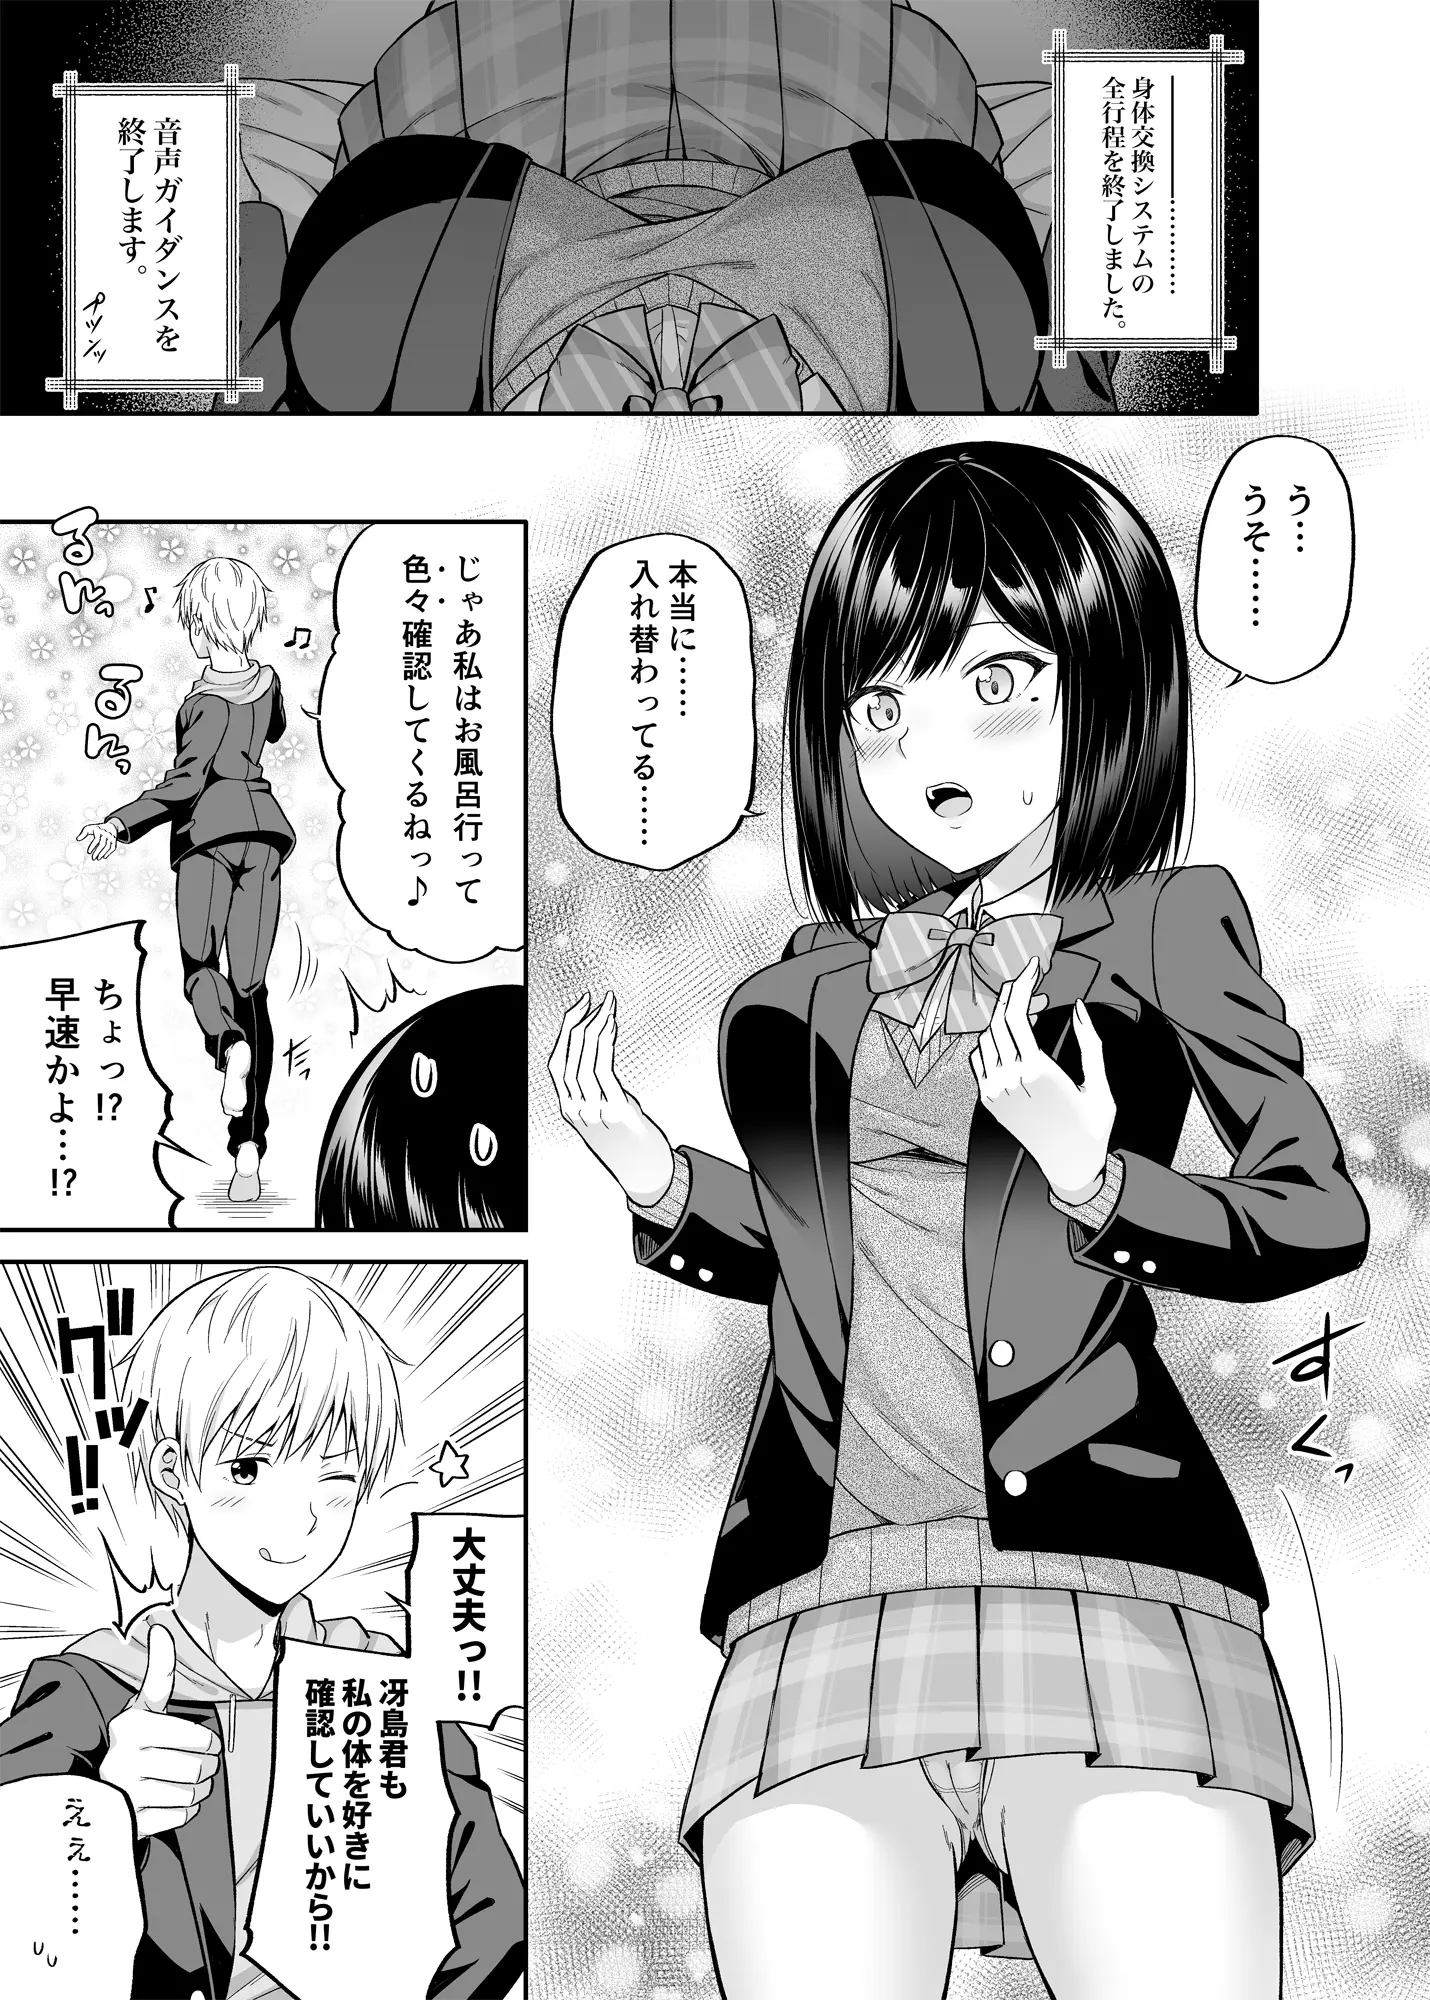 ―――…………
身体交換システムの
全行程を終了しました。
音声ガイダンスを
終了します。
プツンッ
う…
うそ……
本当に……
入れ替わってる……
すくっ
じゃあ私はお風呂行って
色々確認してくるねっ♪
るんっ
るんっ
たっ
ちょっ!?
早速かよ…!?
グッ!!
大丈夫っ!!
冴島君も
私の体を好きに
確認していいから!!
ええ……